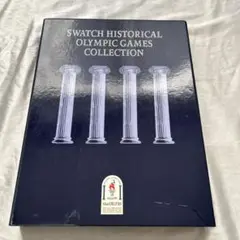 SWATCH HISTORICAL
OLYMPIC GAMES
COLLECTION